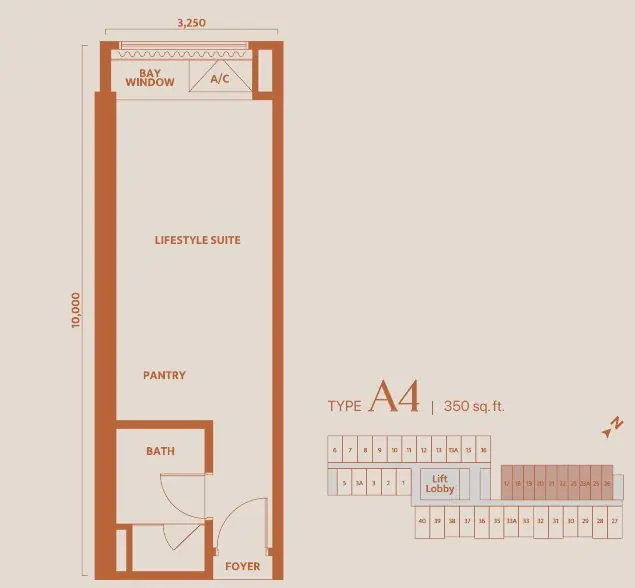 3,250
BAY
WINDOW
A/C
LIFESTYLE SUITE
10,000
PANTRY
BATH
FOYER
TYPE A4 | 350 sq. ft.
N
6 7 8 9 10 11 12 13 13A 15 16
5 3A 3 2 1
Lift
Lobby
17 18 19 20 21 22 23 23A 25 26
40 39 38 37 36 35 33A 33 32 31 30 29 28 27